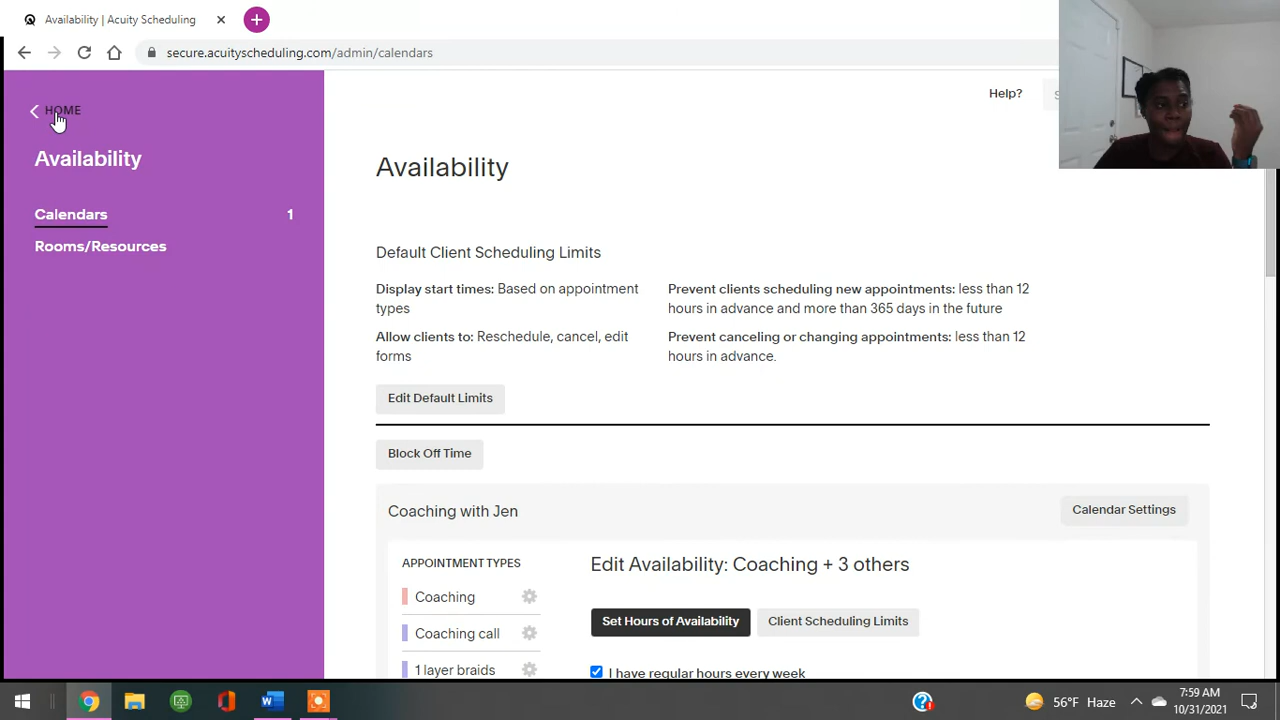 Availability | Acuity Scheduling
secure.acuityscheduling.com/admin/calendars
HOME
Availability
Calendars 1
Rooms/Resources
Help?
S
Availability
Default Client Scheduling Limits
Display start times: Based on appointment
types
Allow clients to: Reschedule, cancel, edit
forms
Prevent clients scheduling new appointments: less than 12
hours in advance and more than 365 days in the future
Prevent canceling or changing appointments: less than 12
hours in advance.
Edit Default Limits
Block Off Time
Coaching with Jen
Calendar Settings
APPOINTMENT TYPES
Coaching
Coaching call
1 layer braids
Edit Availability: Coaching + 3 others
Set Hours of Availability
Client Scheduling Limits
I have regular hours every week
56°F Haze
7:59 AM
10/31/2021